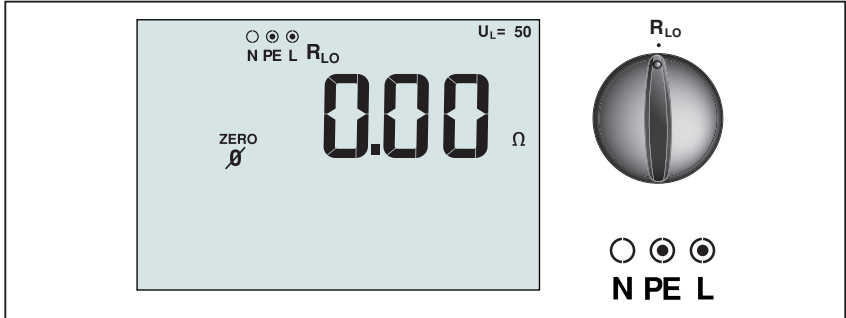 U_L= 50
N PE L R_LO
0.00 Ω
ZERO
Ø
R_LO
N PE L